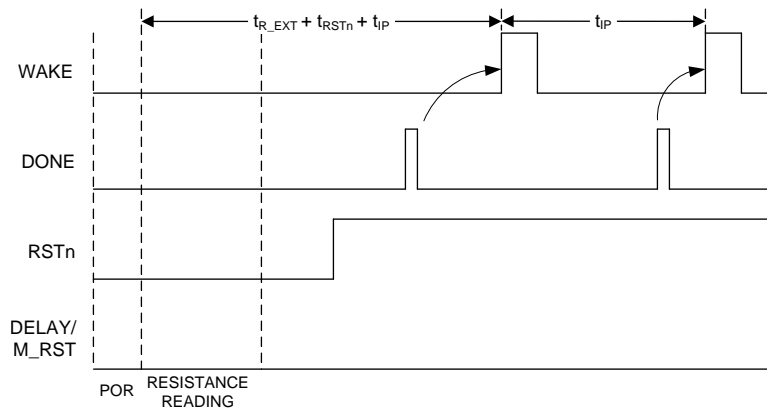 tR_EXT + tRSTn + tIP
tIP
WAKE
DONE
RSTn
DELAY/
M_RST
POR
RESISTANCE
READING